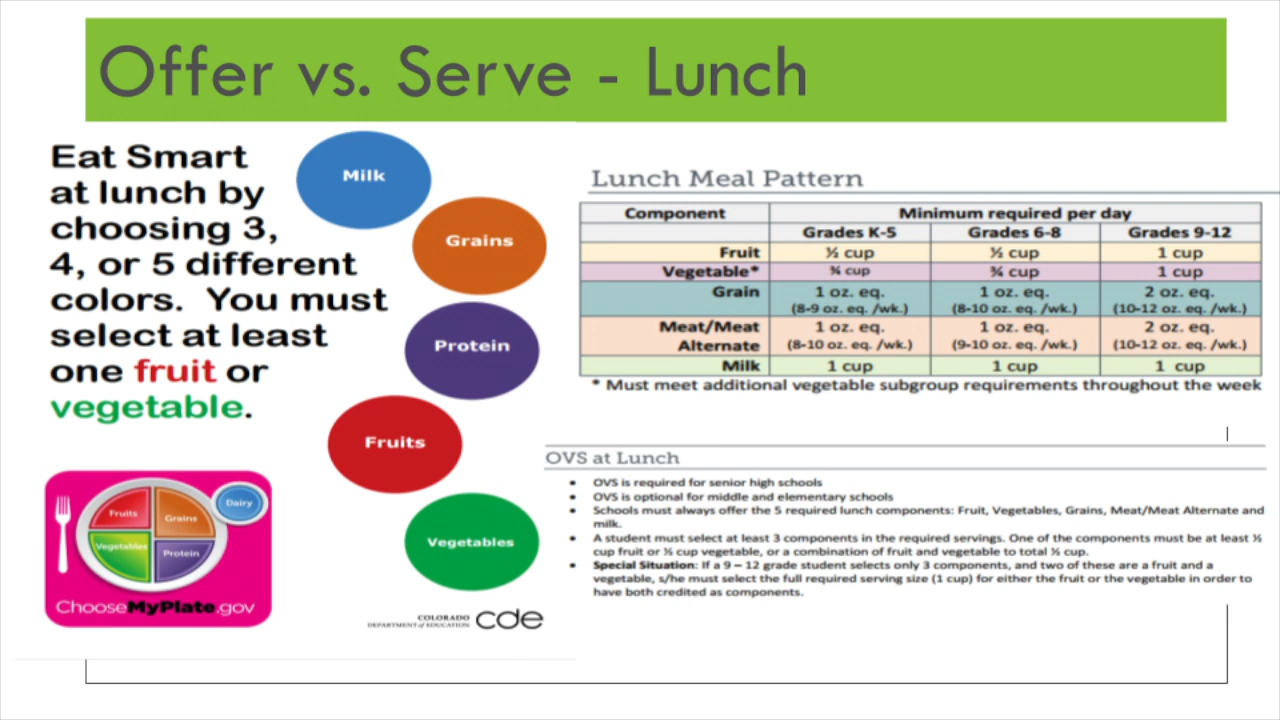 Offer vs. Serve - Lunch
Eat Smart
at lunch by
choosing 3,
4, or 5 different
colors. You must
select at least
one fruit or
vegetable.
Milk
Grains
Protein
Fruits
Vegetables
Fruits
Grains
Dairy
Vegetables
Protein
ChooseMyPlate.gov
COLORADO
DEPARTMENT of EDUCATION
cde
Lunch Meal Pattern
Component Minimum required per day
Grades K-5 Grades 6-8 Grades 9-12
Fruit ½ cup ½ cup 1 cup
Vegetable* ¾ cup ¾ cup 1 cup
Grain 1 oz. eq. 1 oz. eq. 2 oz. eq.
(8-9 oz. eq. /wk.) (8-10 oz. eq. /wk.) (10-12 oz. eq. /wk.)
Meat/Meat 1 oz. eq. 1 oz. eq. 2 oz. eq.
Alternate (8-10 oz. eq. /wk.) (9-10 oz. eq. /wk.) (10-12 oz. eq. /wk.)
Milk 1 cup 1 cup 1 cup
* Must meet additional vegetable subgroup requirements throughout the week
OVS at Lunch
• OVS is required for senior high schools
• OVS is optional for middle and elementary schools
• Schools must always offer the 5 required lunch components: Fruit, Vegetables, Grains, Meat/Meat Alternate and
milk.
• A student must select at least 3 components in the required servings. One of the components must be at least ½
cup fruit or ½ cup vegetable, or a combination of fruit and vegetable to total ½ cup.
• Special Situation: If a 9 – 12 grade student selects only 3 components, and two of these are a fruit and a
vegetable, s/he must select the full required serving size (1 cup) for either the fruit or the vegetable in order to
have both credited as components.